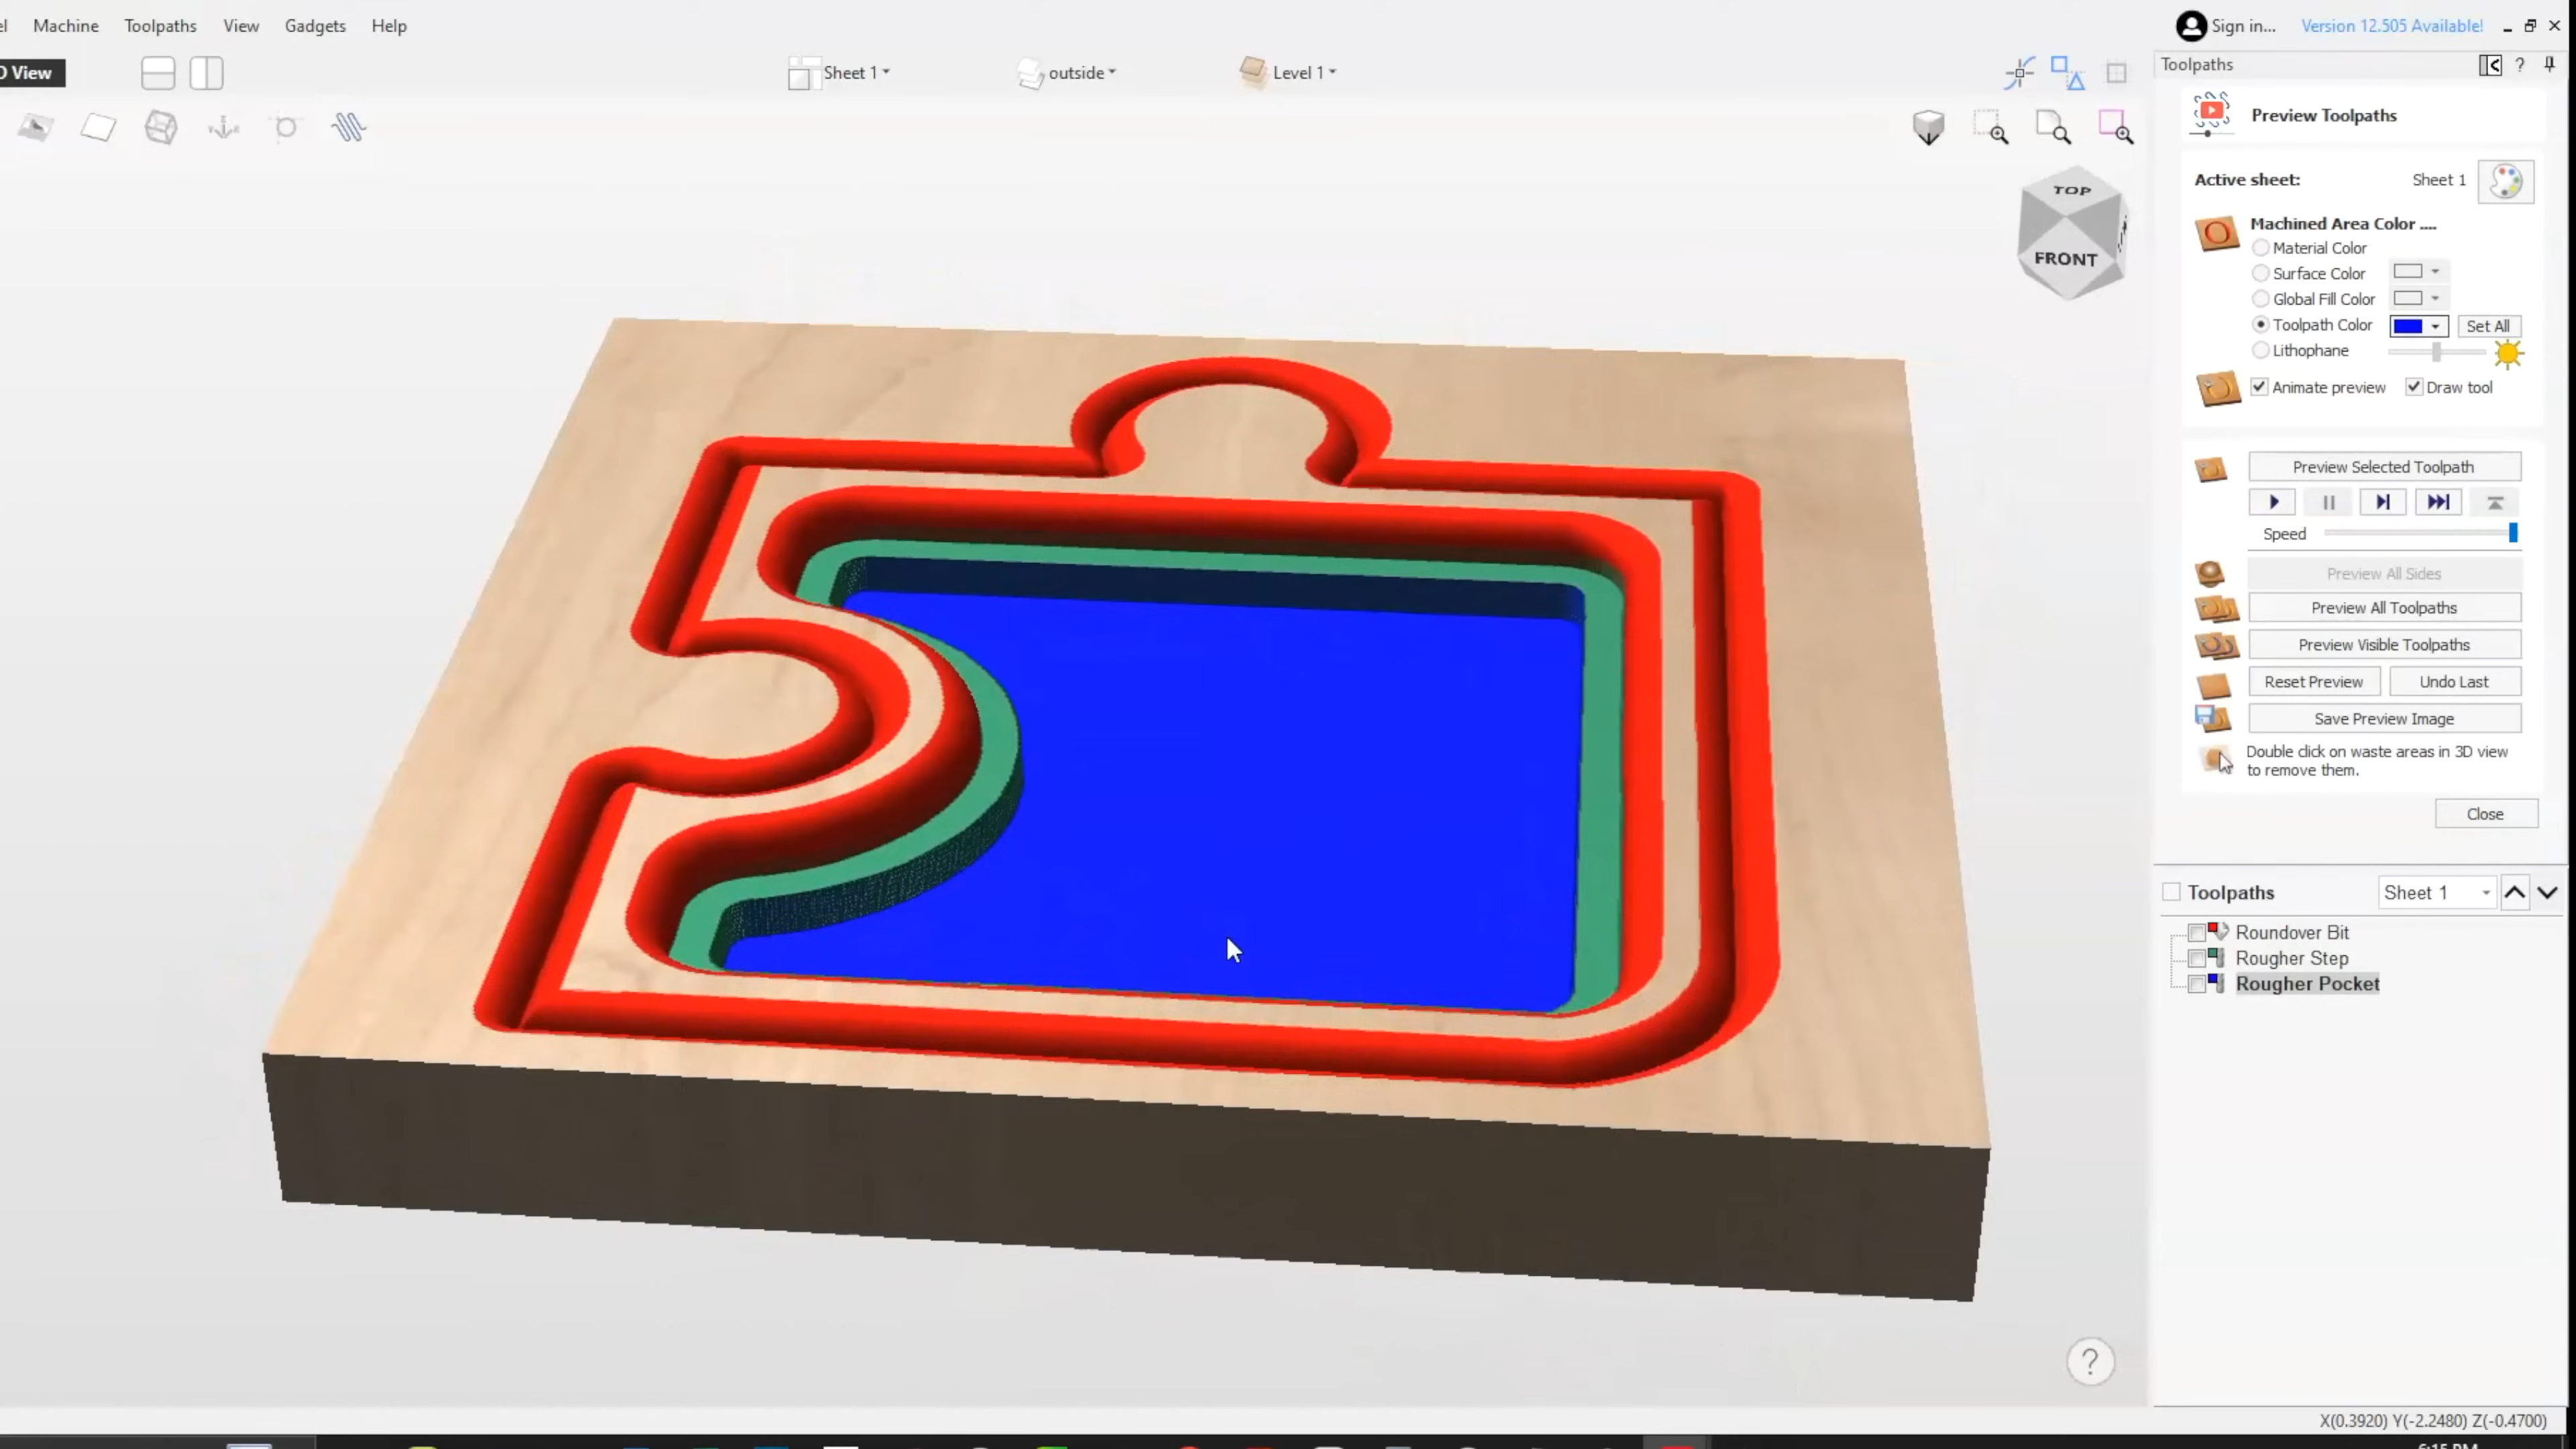 Machine Toolpaths View Gadgets Help
Sign in... Version 12.505 Available!
View
Sheet 1 outside Level 1
Toolpaths ?
Preview Toolpaths
Active sheet: Sheet 1
Machined Area Color ....
Material Color
Surface Color
Global Fill Color
Toolpath Color Set All
Lithophane
Animate preview Draw tool
Preview Selected Toolpath
Speed
Preview All Sides
Preview All Toolpaths
Preview Visible Toolpaths
Reset Preview Undo Last
Save Preview Image
Double click on waste areas in 3D view
to remove them.
Close
Toolpaths Sheet 1
Roundover Bit
Rougher Step
Rougher Pocket
TOP
FRONT
?
X(0.3920) Y(-2.2480) Z(-0.4700)